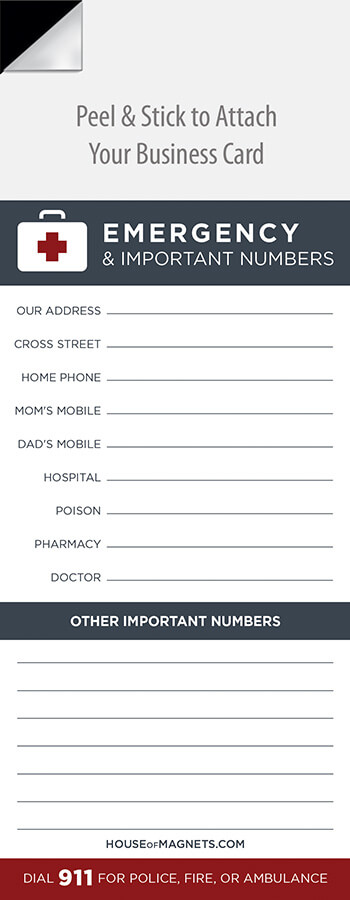 Peel & Stick to Attach
Your Business Card
EMERGENCY
& IMPORTANT NUMBERS
OUR ADDRESS
CROSS STREET
HOME PHONE
MOM'S MOBILE
DAD'S MOBILE
HOSPITAL
POISON
PHARMACY
DOCTOR
OTHER IMPORTANT NUMBERS
HOUSEOFMAGNETS.COM
DIAL 911 FOR POLICE, FIRE, OR AMBULANCE